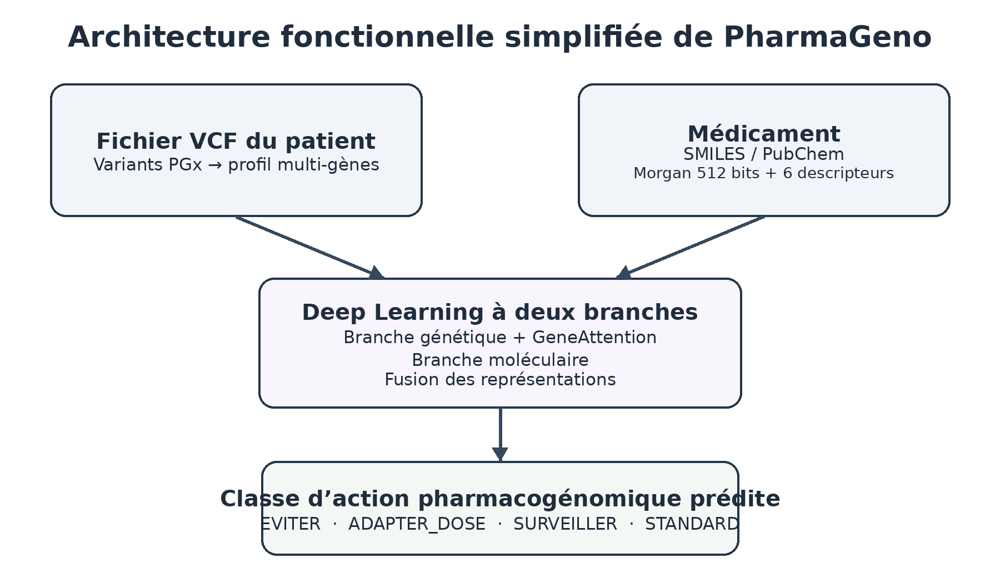 Architecture fonctionnelle simplifiée de PharmaGeno
Fichier VCF du patient
Variants PGx → profil multi-gènes
Médicament
SMILES / PubChem
Morgan 512 bits + 6 descripteurs
Deep Learning à deux branches
Branche génétique + GeneAttention
Branche moléculaire
Fusion des représentations
Classe d’action pharmacogénomique prédite
EVITER · ADAPTER_DOSE · SURVEILLER · STANDARD